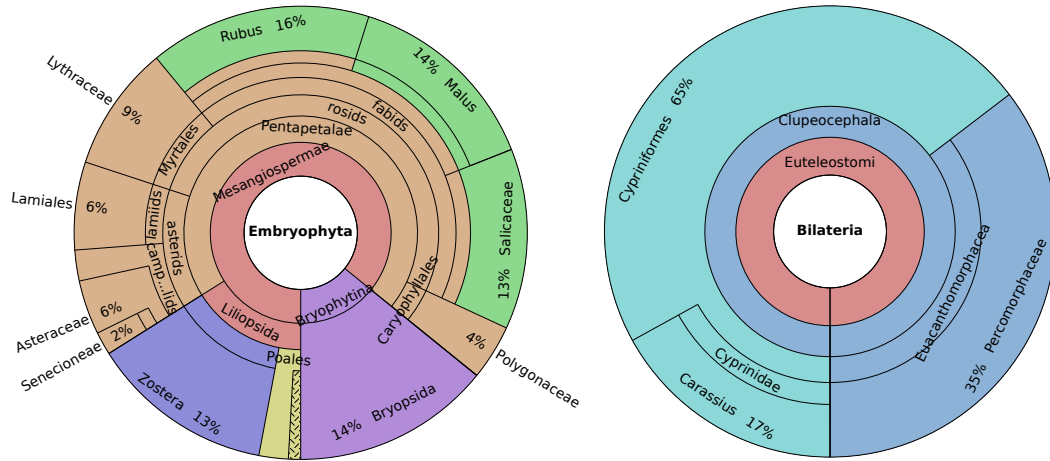 Rubus 16%
14% Malus
Lythraceae
9%
Myrtales
rosids
fabids
Pentapetalae
Mesangiospermae
Embryophyta
Lamiales
6%
lamiids
asterids
camp...lids
Salicaceae
13%
Asteraceae
6%
Senecioneae
2%
Liliopsida
Bryophytina
Caryophyllales
4%
Polygonaceae
Poales
Zostera 13%
14% Bryopsida
Cypriniformes 65%
Clupeocephala
Euteleostomi
Bilateria
Euacanthomorphacea
35% Percomorphaceae
Cyprinidae
Carassius 17%